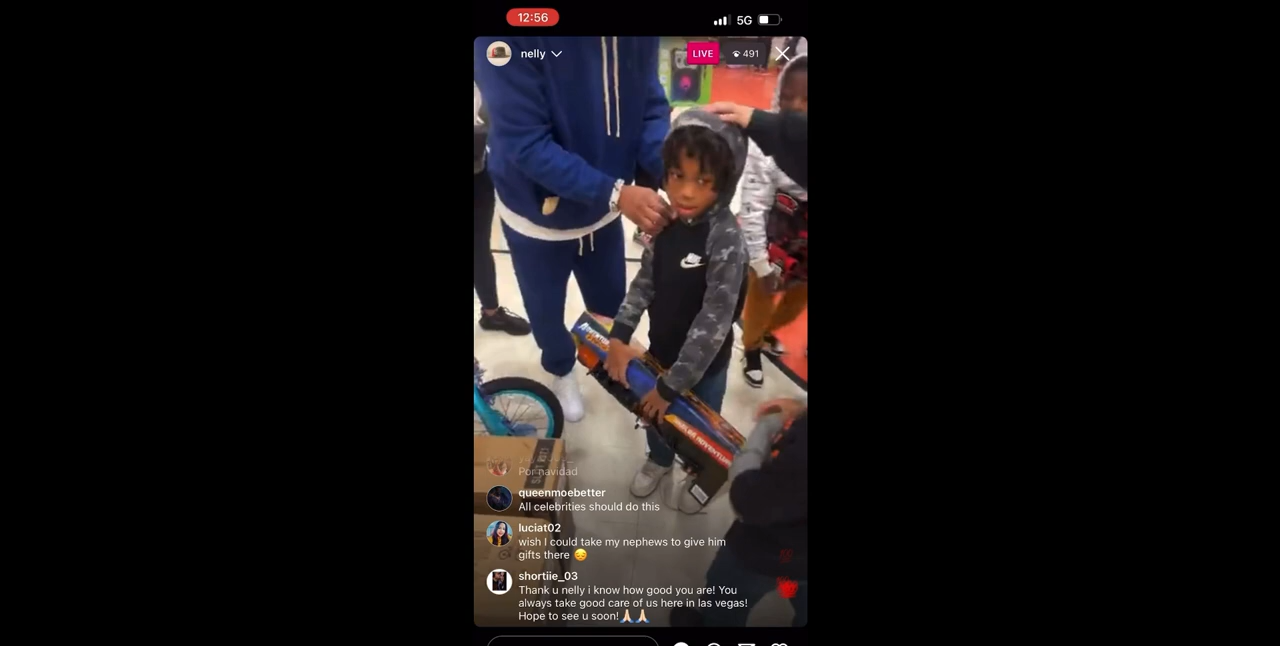 12:56
5G
nelly
LIVE
491
Por navidad
queenmoebetter
All celebrities should do this
luciat02
wish I could take my nephews to give him
gifts there 😔
shortiie_03
Thank u nelly i know how good you are! You
always take good care of us here in las vegas!
Hope to see u soon!🙏🏻🙏🏻